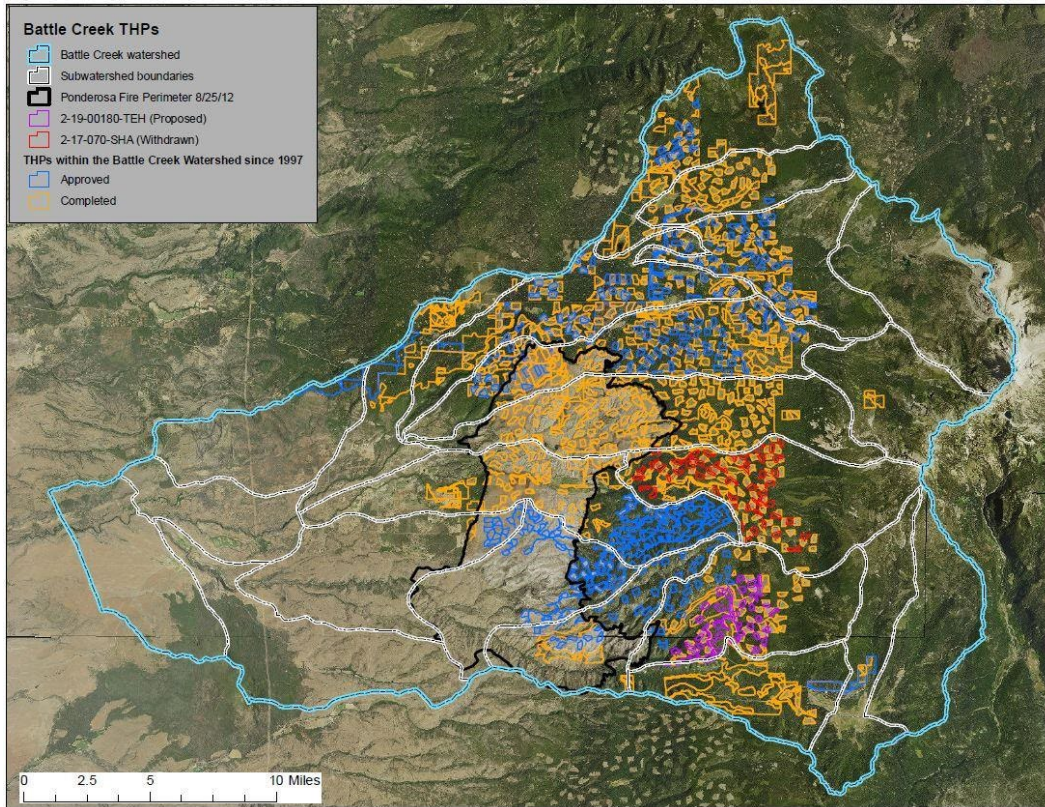 Battle Creek THPs
Battle Creek watershed
Subwatershed boundaries
Ponderosa Fire Perimeter 8/25/12
2-19-00180-TEH (Proposed)
2-17-070-SHA (Withdrawn)
THPs within the Battle Creek Watershed since 1997
Approved
Completed
0 2.5 5 10 Miles